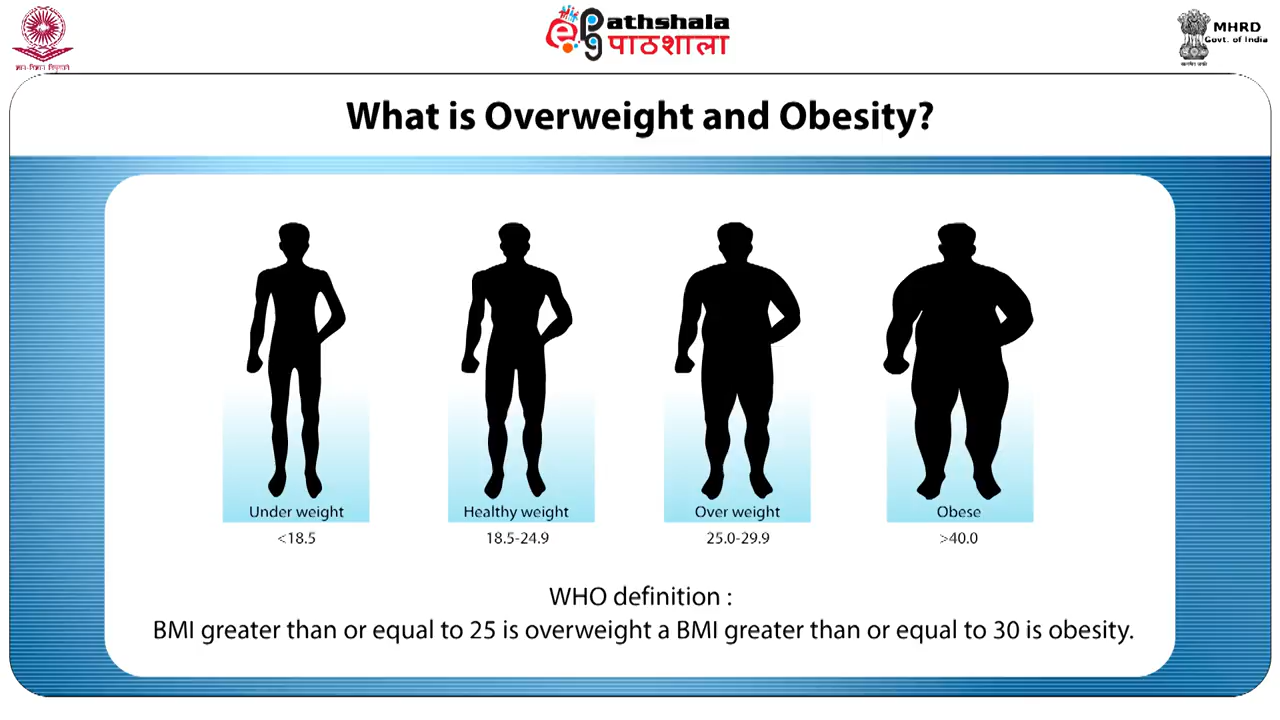 ePathshala
पाठशाला
MHRD
Govt. of India
What is Overweight and Obesity?
Under weight
<18.5
Healthy weight
18.5-24.9
Over weight
25.0-29.9
Obese
>40.0
WHO definition :
BMI greater than or equal to 25 is overweight a BMI greater than or equal to 30 is obesity.